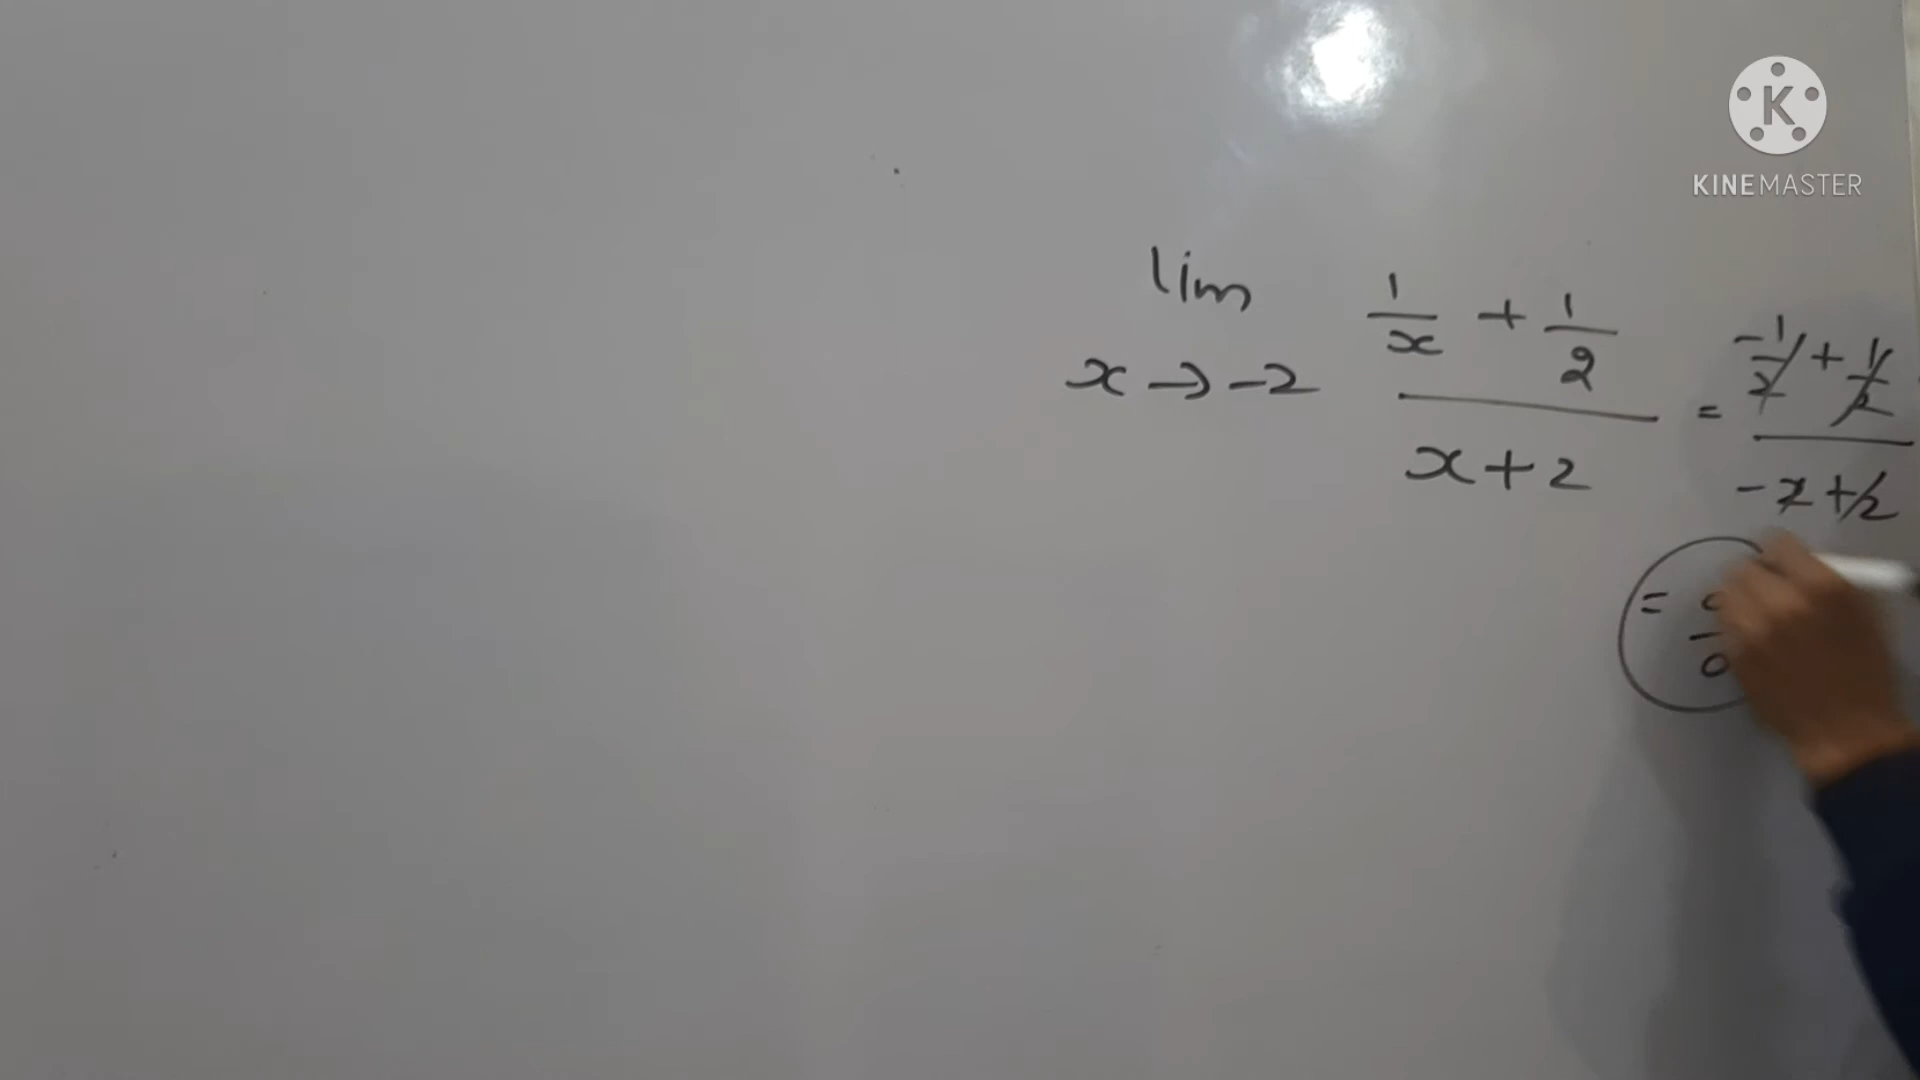 KINEMASTER
lim x → -2
1/x + 1/2
x + 2
= -1/2 + 1/2
-2 + 2
= 0/0